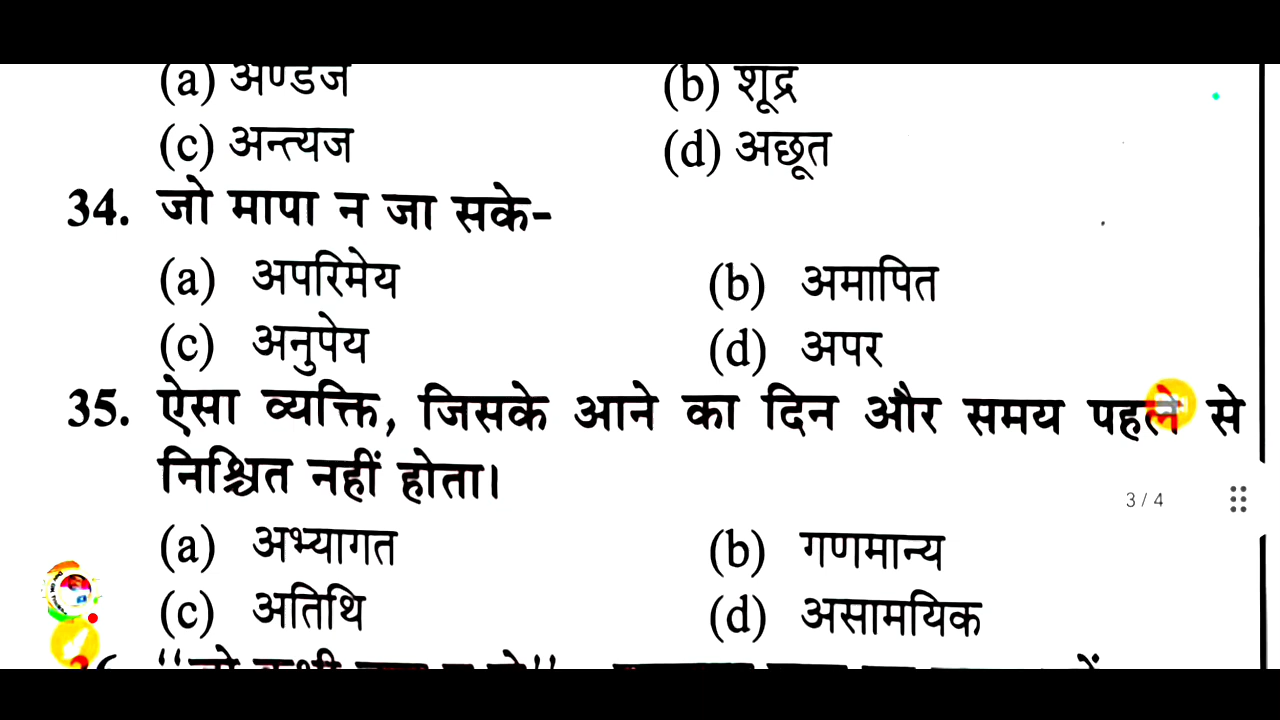 (a) अण्डज (b) शूद्र
(c) अन्त्यज (d) अछूत
34. जो मापा न जा सके-
(a) अपरिमेय (b) अमापित
(c) अनुपेय (d) अपर
35. ऐसा व्यक्ति, जिसके आने का दिन और समय पहले से
निश्चित नहीं होता।
3 / 4
(a) अभ्यागत (b) गणमान्य
(c) अतिथि (d) असामयिक